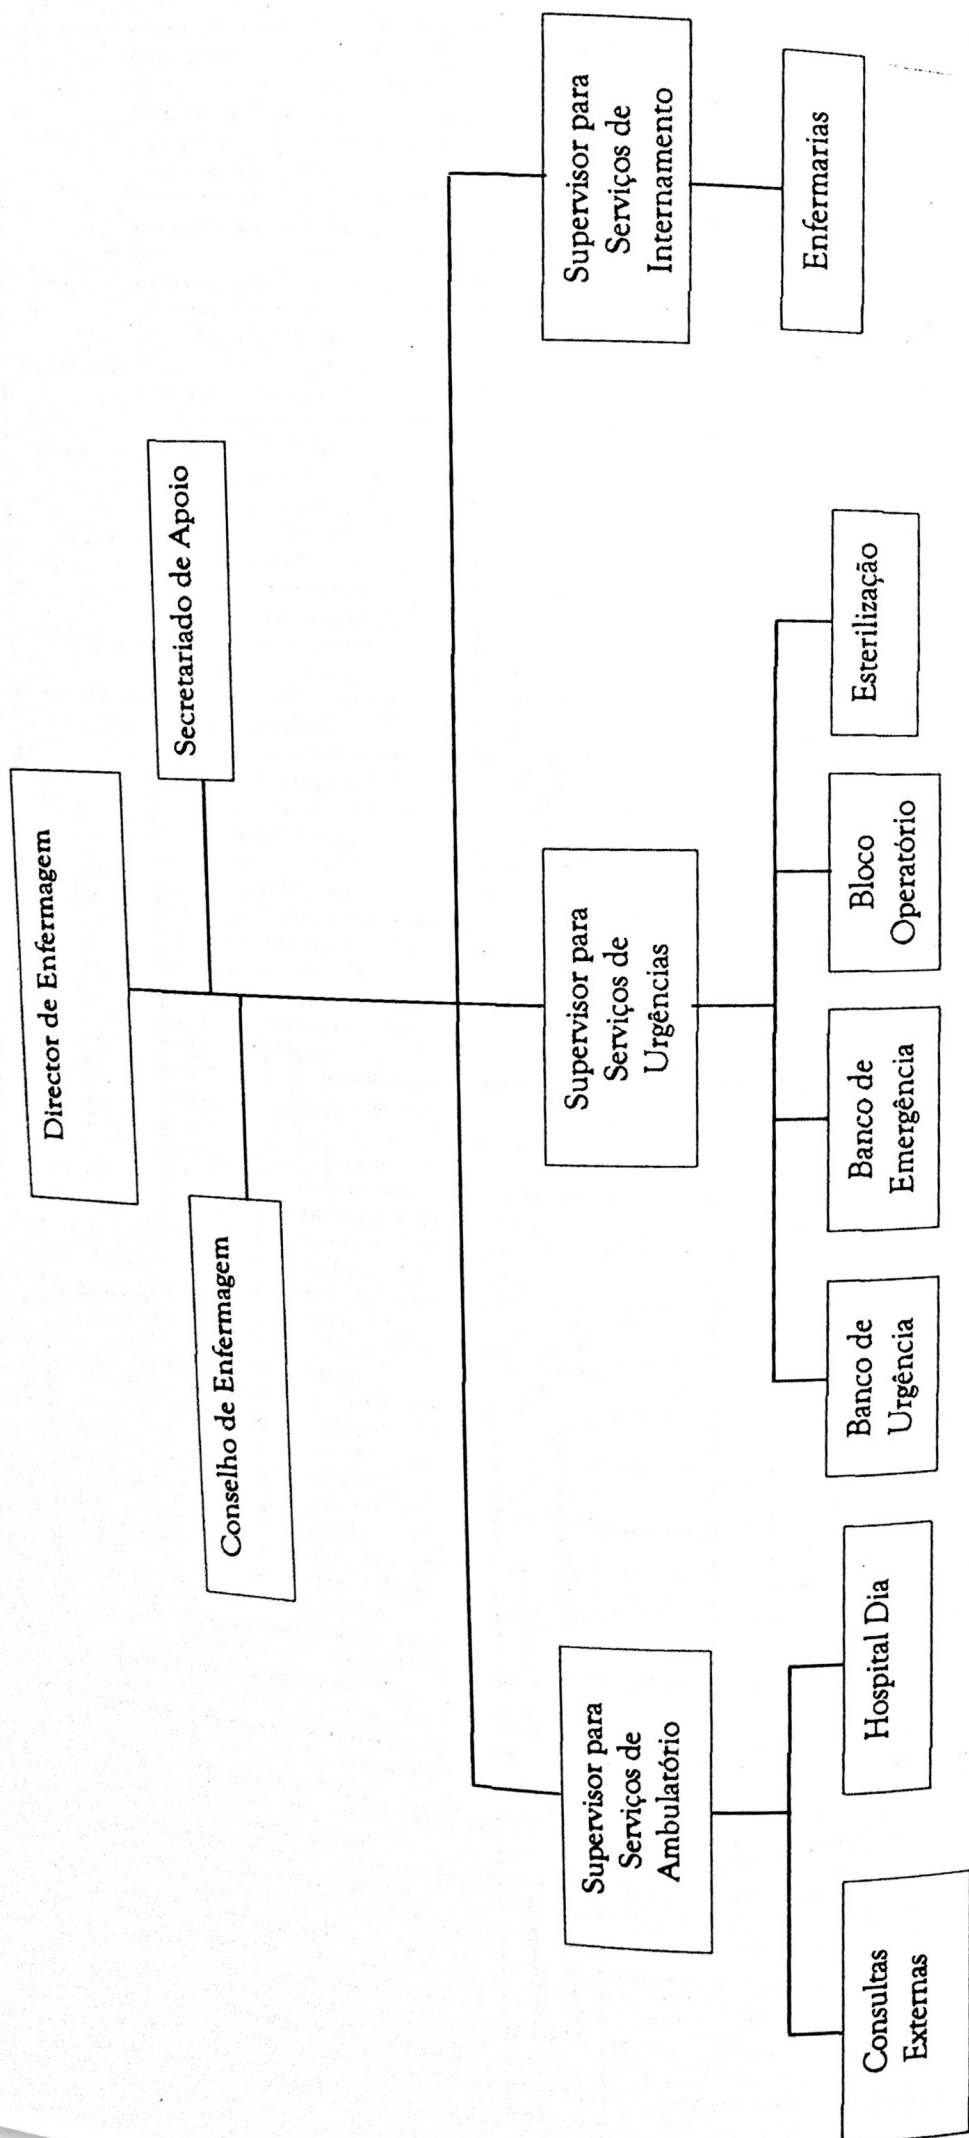 Director de Enfermagem
Secretariado de Apoio
Conselho de Enfermagem
Supervisor para
Serviços de
Ambulatório
Supervisor para
Serviços de
Urgências
Supervisor para
Serviços de
Internamento
Consultas
Externas
Hospital Dia
Banco de
Urgência
Banco de
Emergência
Bloco
Operatório
Esterilização
Enfermarias